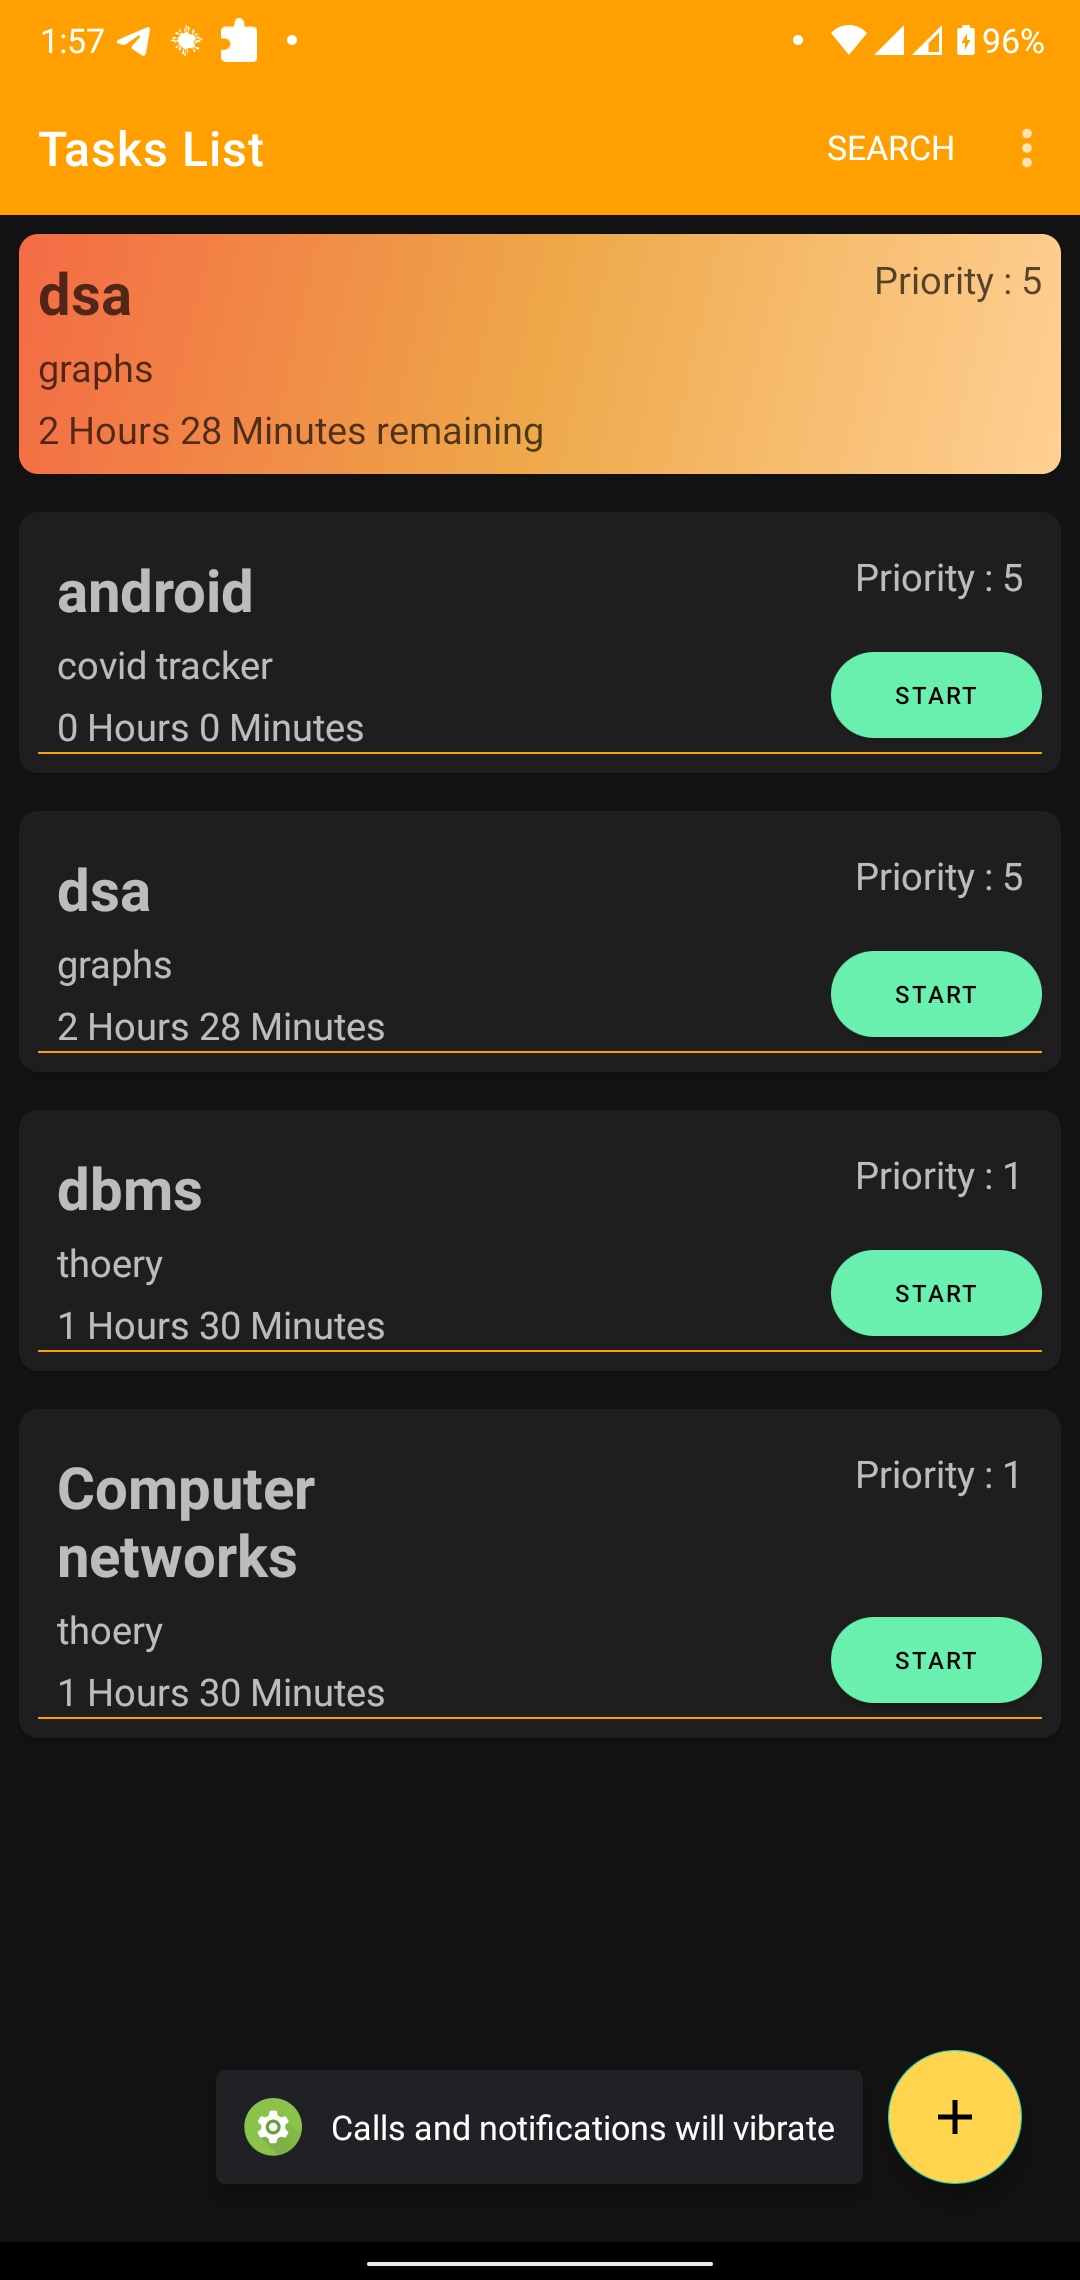 1:57 96%
Tasks List SEARCH
dsa Priority : 5
graphs
2 Hours 28 Minutes remaining
android Priority : 5
covid tracker
START
0 Hours 0 Minutes
dsa Priority : 5
graphs
START
2 Hours 28 Minutes
dbms Priority : 1
thoery
START
1 Hours 30 Minutes
Computer Priority : 1
networks
thoery
START
1 Hours 30 Minutes
Calls and notifications will vibrate